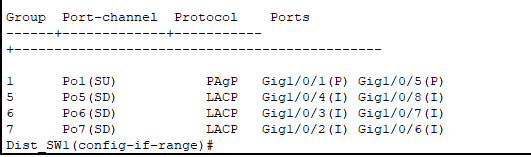 Group  Port-channel  Protocol    Ports
------+-------------+-----------
+---------------------------------------------
1      Po1(SU)           PAgP   Gig1/0/1(P) Gig1/0/5(P)
5      Po5(SD)           LACP   Gig1/0/4(I) Gig1/0/8(I)
6      Po6(SD)           LACP   Gig1/0/3(I) Gig1/0/7(I)
7      Po7(SD)           LACP   Gig1/0/2(I) Gig1/0/6(I)
Dist_SW1(config-if-range)#